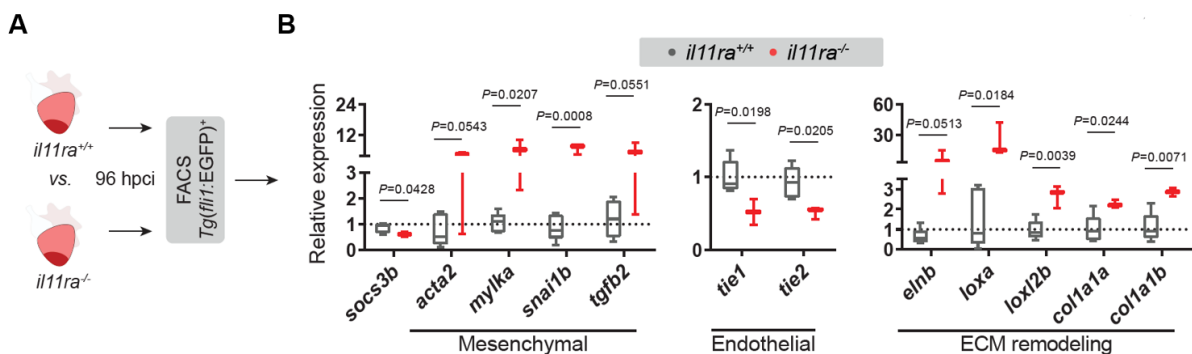 A
il11ra+/+
vs.
il11ra-/-
96 hpci
FACS
Tg(fli1:EGFP)+
B
il11ra+/+ il11ra-/-
Relative expression
24
12
3
2
1
0
P=0.0428
P=0.0543
P=0.0207
P=0.0008
P=0.0551
socs3b
acta2
mylka
snai1b
tgfb2
Mesenchymal
2
1
0
P=0.0198
P=0.0205
tie1
tie2
Endothelial
60
30
3
2
1
0
P=0.0513
P=0.0184
P=0.0039
P=0.0244
P=0.0071
elnb
loxa
loxl2b
col1a1a
col1a1b
ECM remodeling